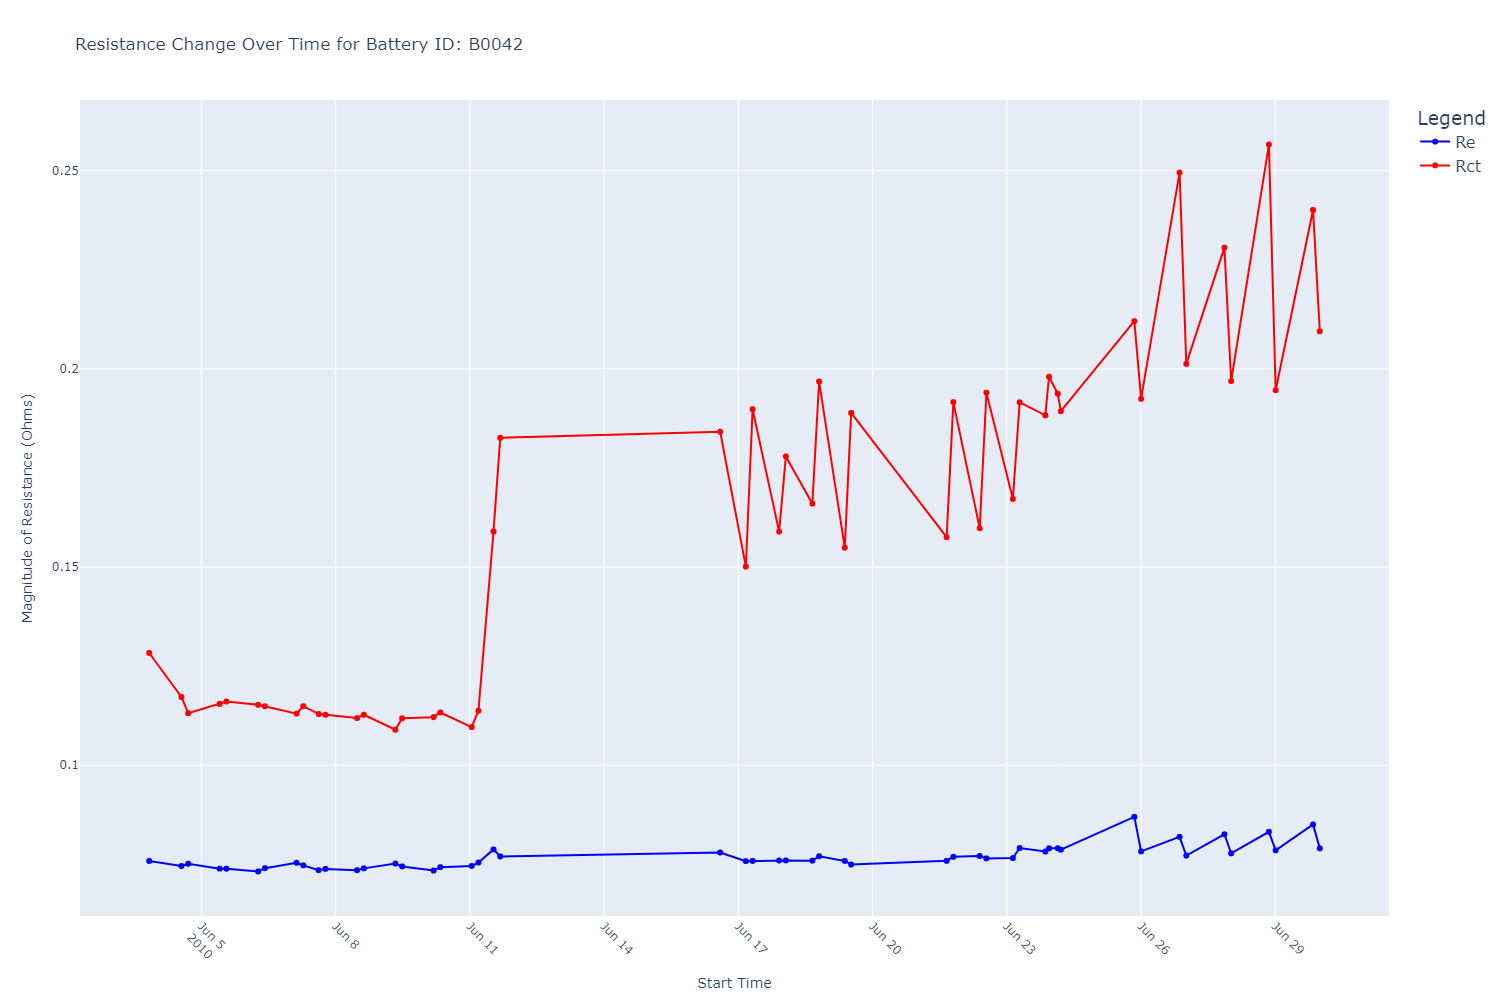 Resistance Change Over Time for Battery ID: B0042
Legend
Re
Rct
0.25
0.2
0.15
0.1
Magnitude of Resistance (Ohms)
Jun 5
2010
Jun 8
Jun 11
Jun 14
Jun 17
Jun 20
Jun 23
Jun 26
Jun 29
Start Time